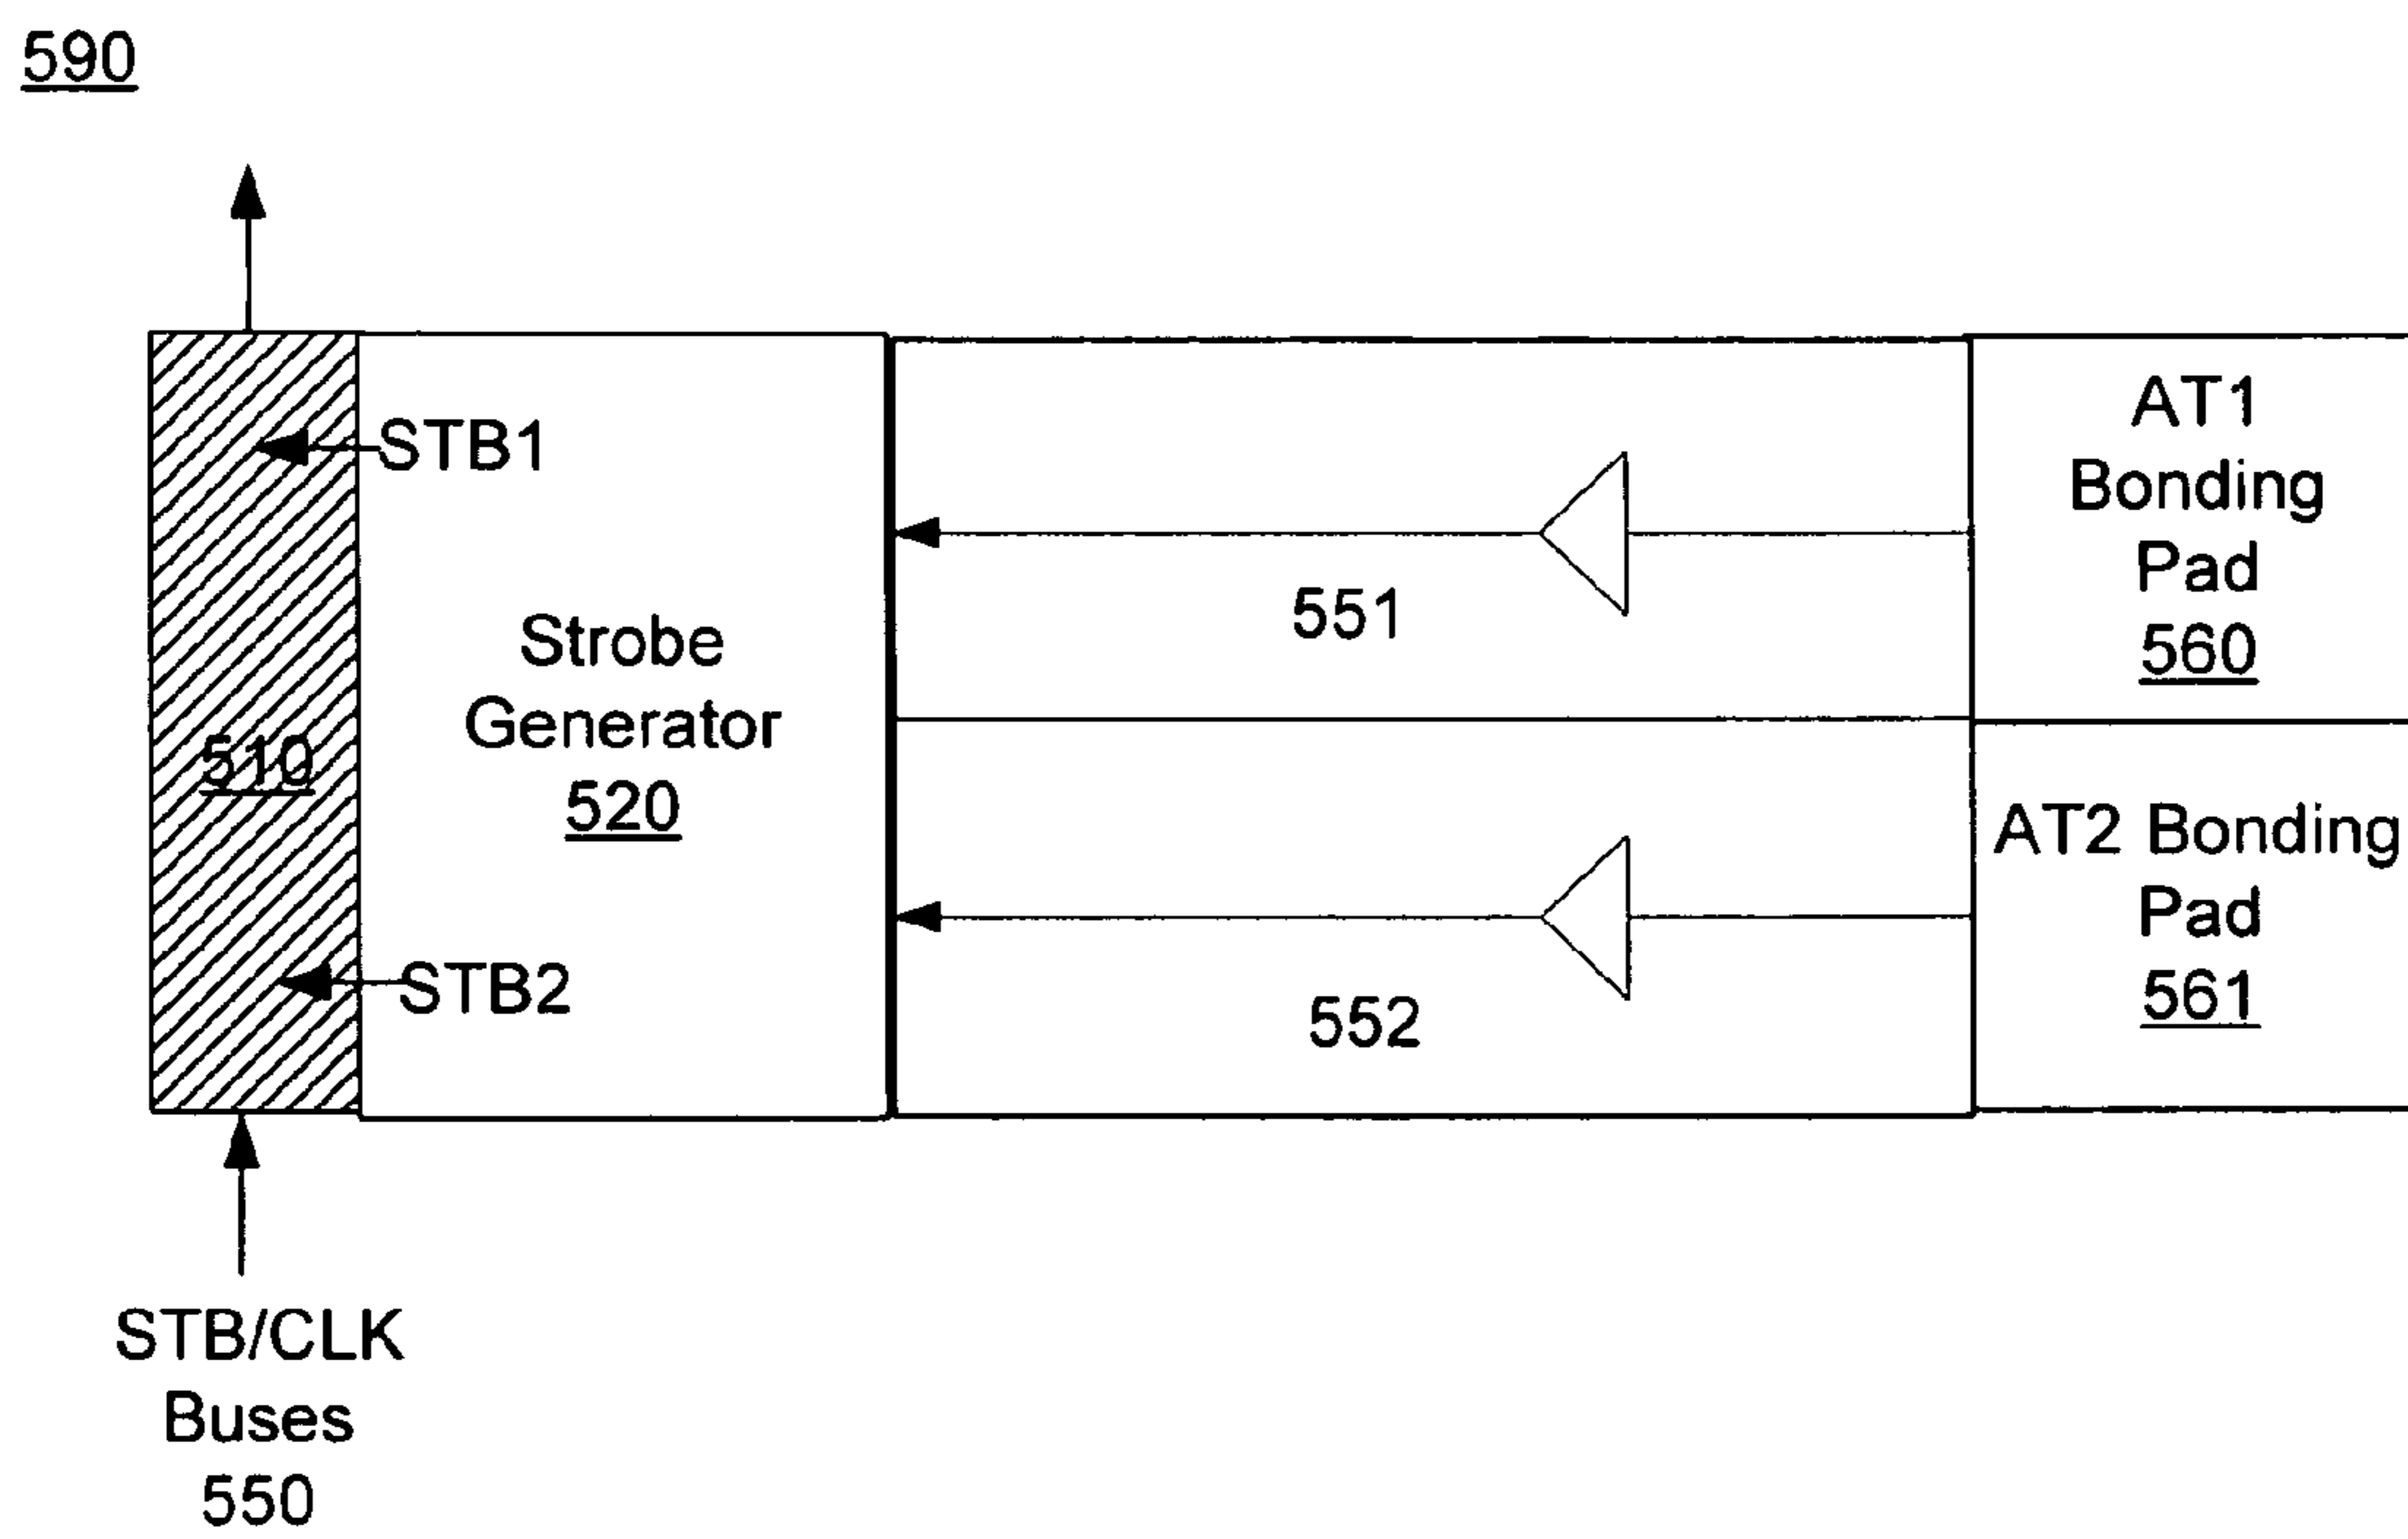 590
STB1
AT1
Bonding
Pad
560
551
Strobe
Generator
520
510
AT2 Bonding
Pad
561
STB2
552
STB/CLK
Buses
550